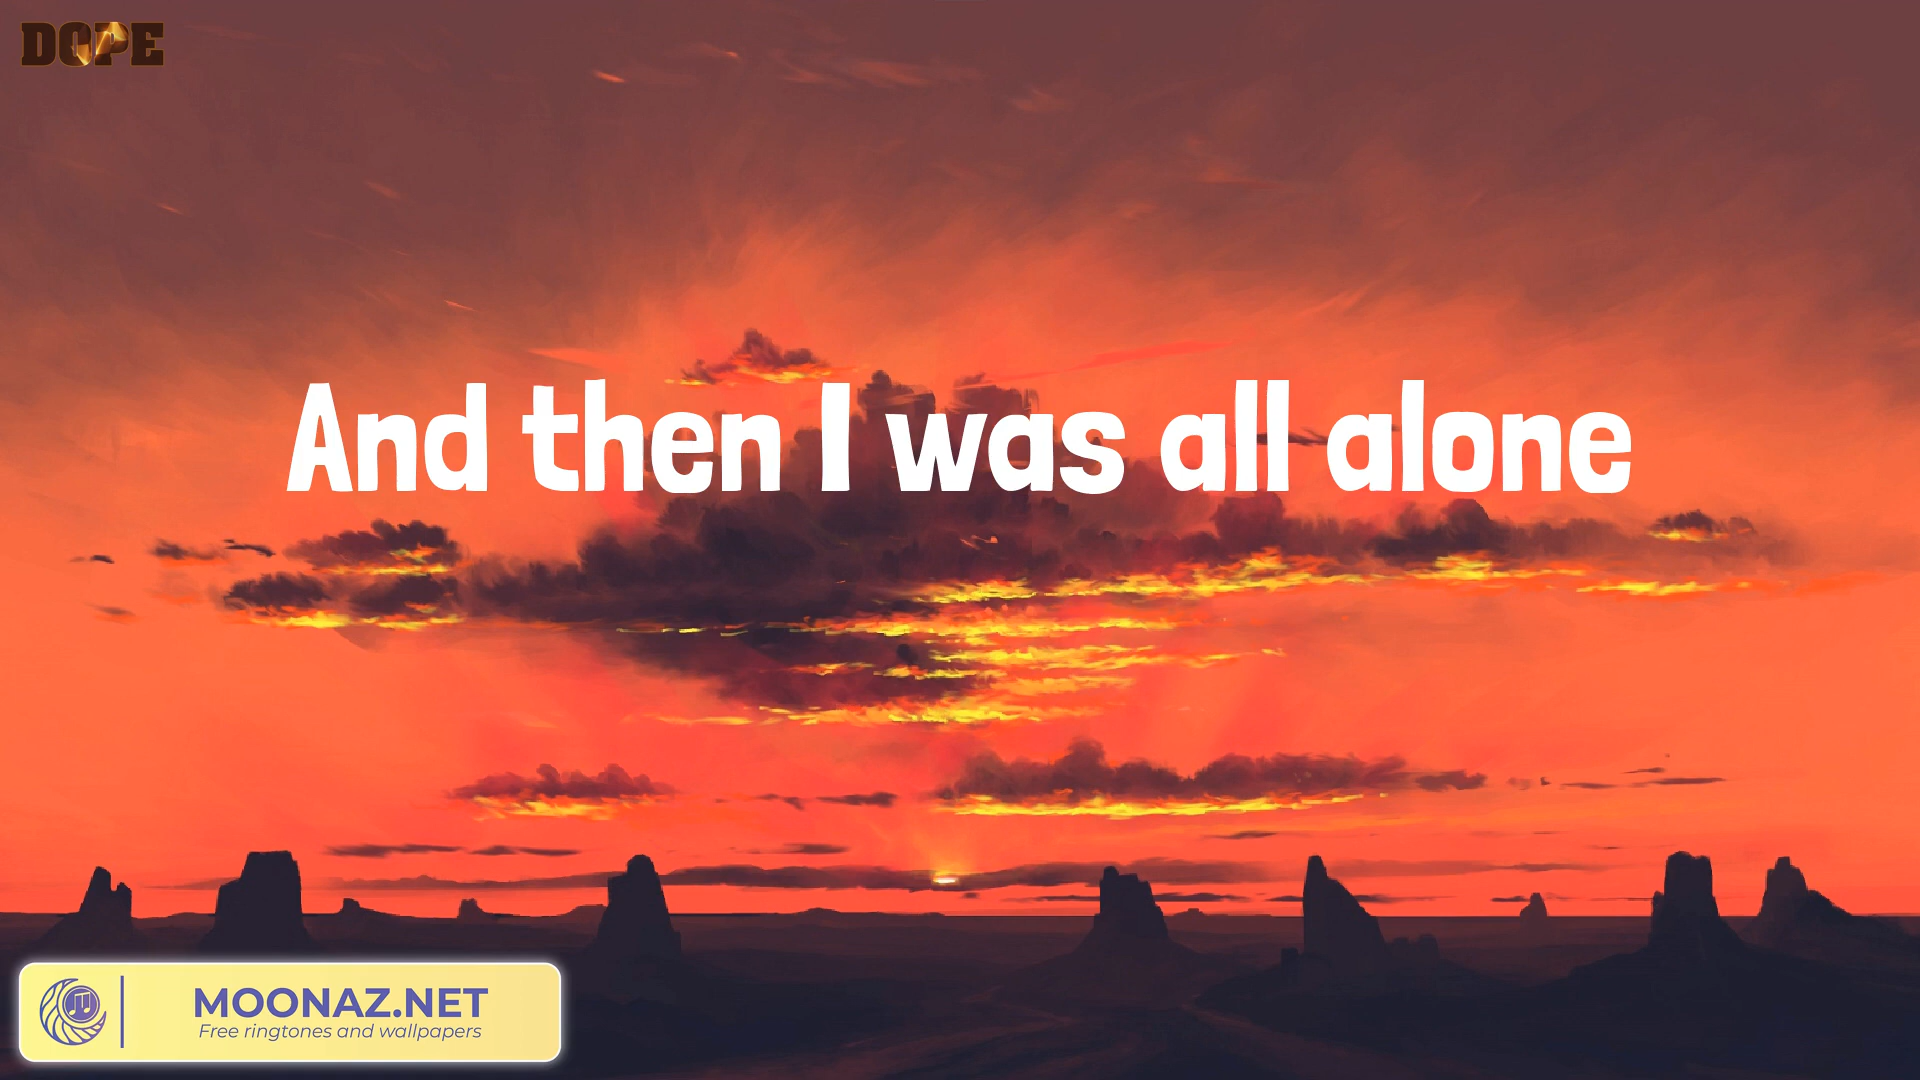 DOPE
And then I was all alone
MOONAZ.NET
Free ringtones and wallpapers